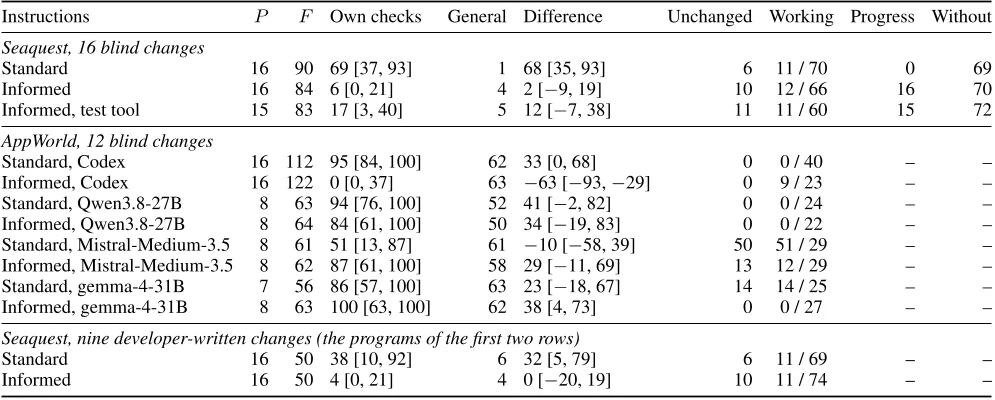 Instructions P F Own checks General Difference Unchanged Working Progress Without
Seaquest, 16 blind changes
Standard 16 90 69 [37, 93] 1 68 [35, 93] 6 11 / 70 0 69
Informed 16 84 6 [0, 21] 4 2 [−9, 19] 10 12 / 66 16 70
Informed, test tool 15 83 17 [3, 40] 5 12 [−7, 38] 11 11 / 60 15 72
AppWorld, 12 blind changes
Standard, Codex 16 112 95 [84, 100] 62 33 [0, 68] 0 0 / 40 – –
Informed, Codex 16 122 0 [0, 37] 63 −63 [−93, −29] 0 9 / 23 – –
Standard, Qwen3.8-27B 8 63 94 [76, 100] 52 41 [−2, 82] 0 0 / 24 – –
Informed, Qwen3.8-27B 8 64 84 [61, 100] 50 34 [−19, 83] 0 0 / 22 – –
Standard, Mistral-Medium-3.5 8 61 51 [13, 87] 61 −10 [−58, 39] 50 51 / 29 – –
Informed, Mistral-Medium-3.5 8 62 87 [61, 100] 58 29 [−11, 69] 13 12 / 29 – –
Standard, gemma-4-31B 7 56 86 [57, 100] 63 23 [−18, 67] 14 14 / 25 – –
Informed, gemma-4-31B 8 63 100 [63, 100] 62 38 [4, 73] 0 0 / 27 – –
Seaquest, nine developer-written changes (the programs of the first two rows)
Standard 16 50 38 [10, 92] 6 32 [5, 79] 6 11 / 69 – –
Informed 16 50 4 [0, 21] 4 0 [−20, 19] 10 11 / 74 – –